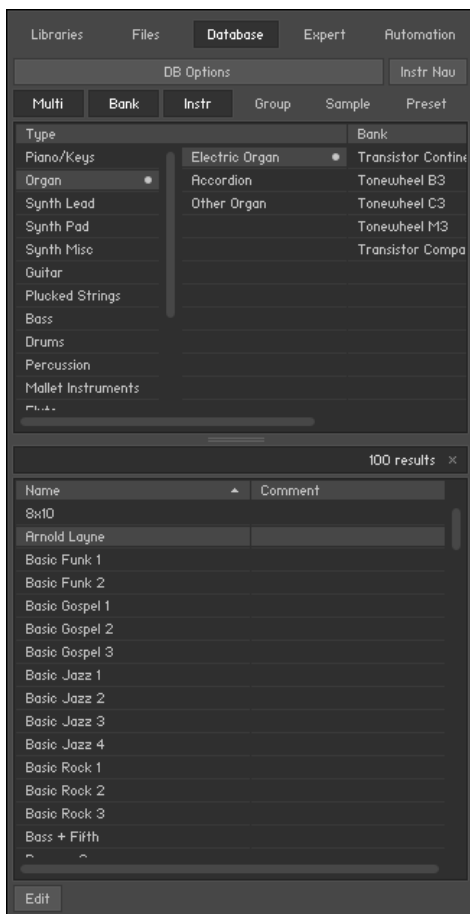 Libraries Files Database Expert Automation
DB Options Instr Nav
Multi Bank Instr Group Sample Preset
Type Bank
Piano/Keys Electric Organ Transistor Contine
Organ Accordion Tonewheel B3
Synth Lead Other Organ Tonewheel C3
Synth Pad Tonewheel M3
Synth Misc Transistor Compa
Guitar
Plucked Strings
Bass
Drums
Percussion
Mallet Instruments
100 results ×
Name Comment
8x10
Arnold Layne
Basic Funk 1
Basic Funk 2
Basic Gospel 1
Basic Gospel 2
Basic Gospel 3
Basic Jazz 1
Basic Jazz 2
Basic Jazz 3
Basic Jazz 4
Basic Rock 1
Basic Rock 2
Basic Rock 3
Bass + Fifth
Edit